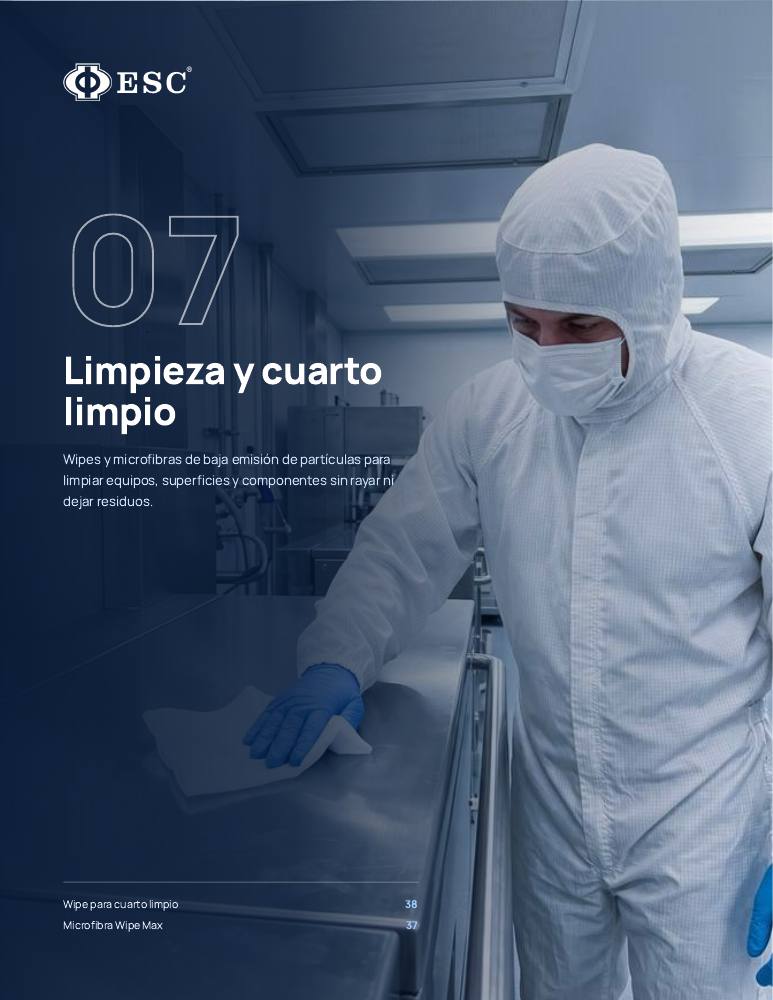 ESC®
07
Limpieza y cuarto
limpio
Wipes y microfibras de baja emisión de partículas para
limpiar equipos, superficies y componentes sin rayar ni
dejar residuos.
Wipe para cuarto limpio 38
Microfibra Wipe Max 37